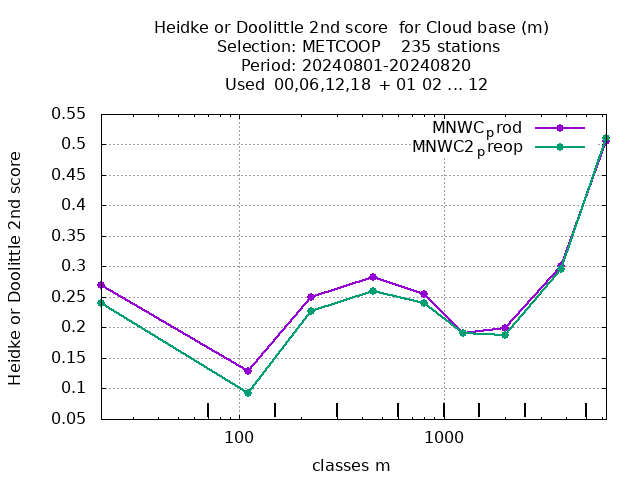 Heidke or Doolittle 2nd score  for Cloud base (m)
Selection: METCOOP    235 stations
Period: 20240801-20240820
Used  00,06,12,18 + 01 02 ... 12
MNWCprod
MNWC2preop
0.55
0.5
0.45
0.4
0.35
0.3
0.25
0.2
0.15
0.1
0.05
Heidke or Doolittle 2nd score
100
1000
classes m